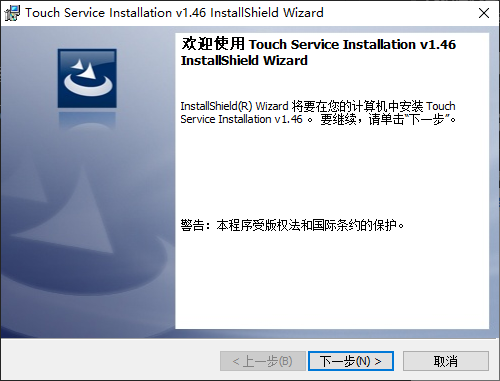 Touch Service Installation v1.46 InstallShield Wizard
欢迎使用 Touch Service Installation v1.46
InstallShield Wizard
InstallShield(R) Wizard 将要在您的计算机中安装 Touch
Service Installation v1.46 。 要继续，请单击“下一步”。
警告：本程序受版权法和国际条约的保护。
< 上一步(B)
下一步(N) >
取消